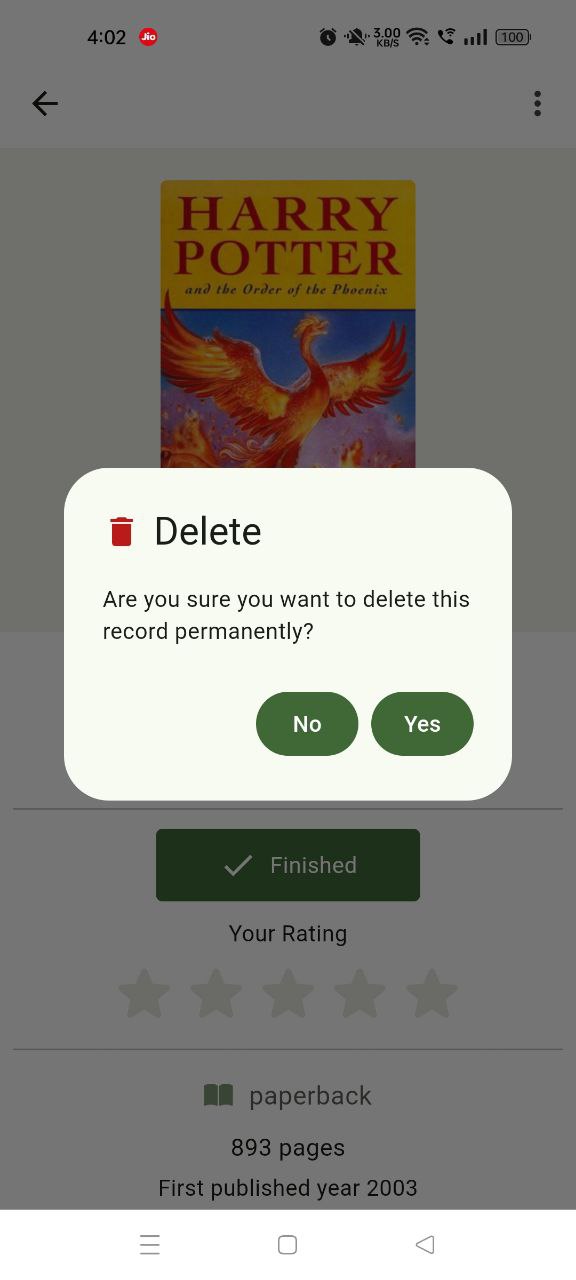 4:02 Jio 3.00 KB/S 100
HARRY
POTTER
and the Order of the Phoenix
Delete
Are you sure you want to delete this
record permanently?
No Yes
Finished
Your Rating
paperback
893 pages
First published year 2003